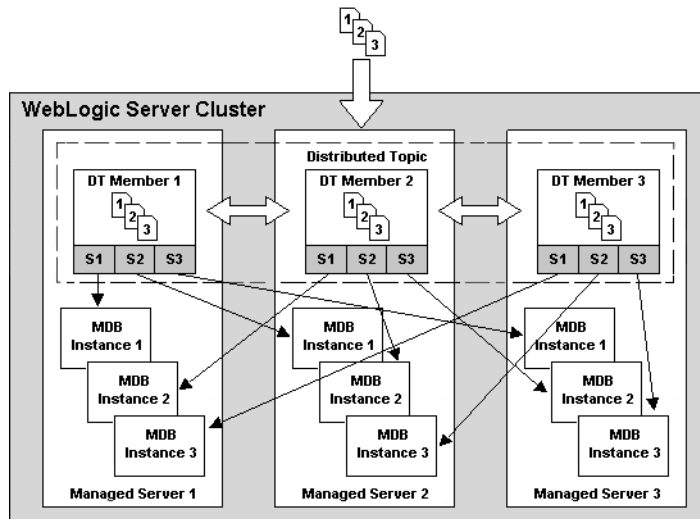 1
2
3
WebLogic Server Cluster
Distributed Topic
DT Member 1
DT Member 2
DT Member 3
1
2
3
1
2
3
1
2
3
S1 S2 S3
S1 S2 S3
S1 S2 S3
MDB
Instance 1
MDB
Instance 2
MDB
Instance 3
MDB
Instance 1
MDB
Instance 2
MDB
Instance 3
MDB
Instance 1
MDB
Instance 2
MDB
Instance 3
Managed Server 1
Managed Server 2
Managed Server 3